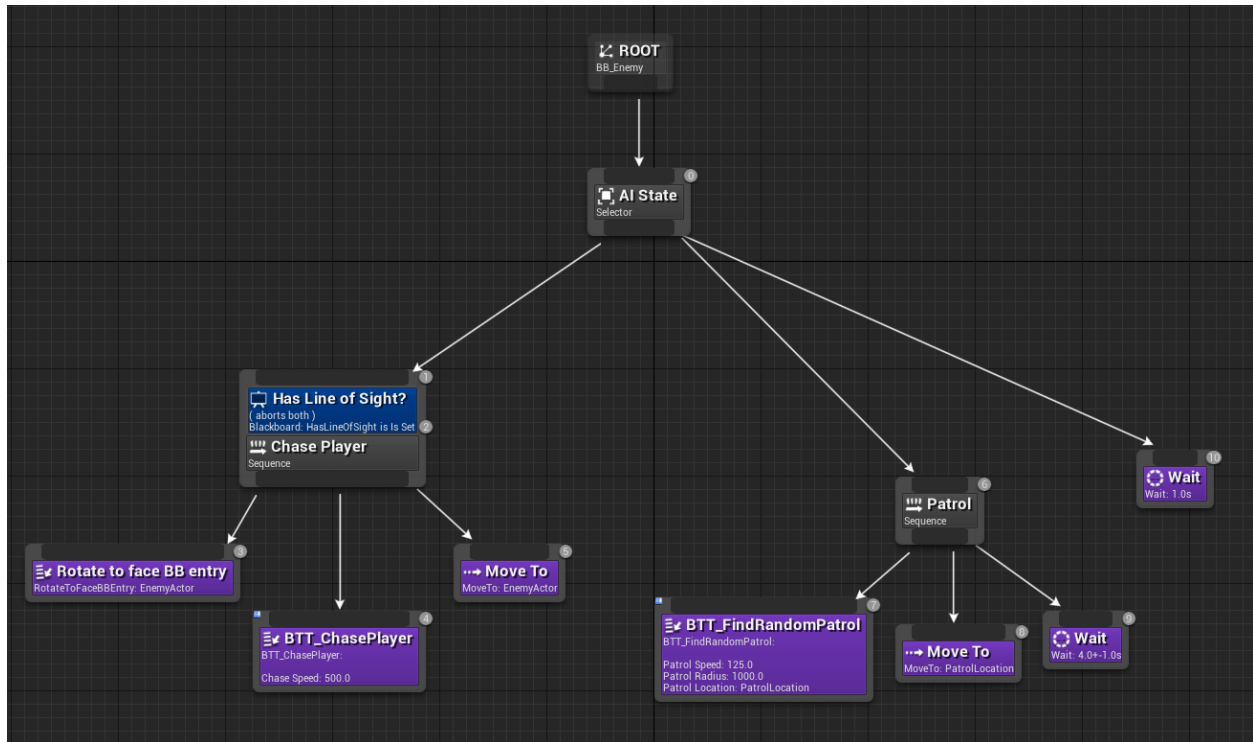 ROOT
BB_Enemy
0
AI State
Selector
1
Has Line of Sight?
( aborts both )
Blackboard: HasLineOfSight is Is Set
2
Chase Player
Sequence
3
Rotate to face BB entry
RotateToFaceBBEntry: EnemyActor
4
BTT_ChasePlayer
BTT_ChasePlayer:
Chase Speed: 500.0
5
Move To
MoveTo: EnemyActor
6
Patrol
Sequence
7
BTT_FindRandomPatrol
BTT_FindRandomPatrol:
Patrol Speed: 125.0
Patrol Radius: 1000.0
Patrol Location: PatrolLocation
8
Move To
MoveTo: PatrolLocation
9
Wait
Wait: 4.0+-1.0s
10
Wait
Wait: 1.0s